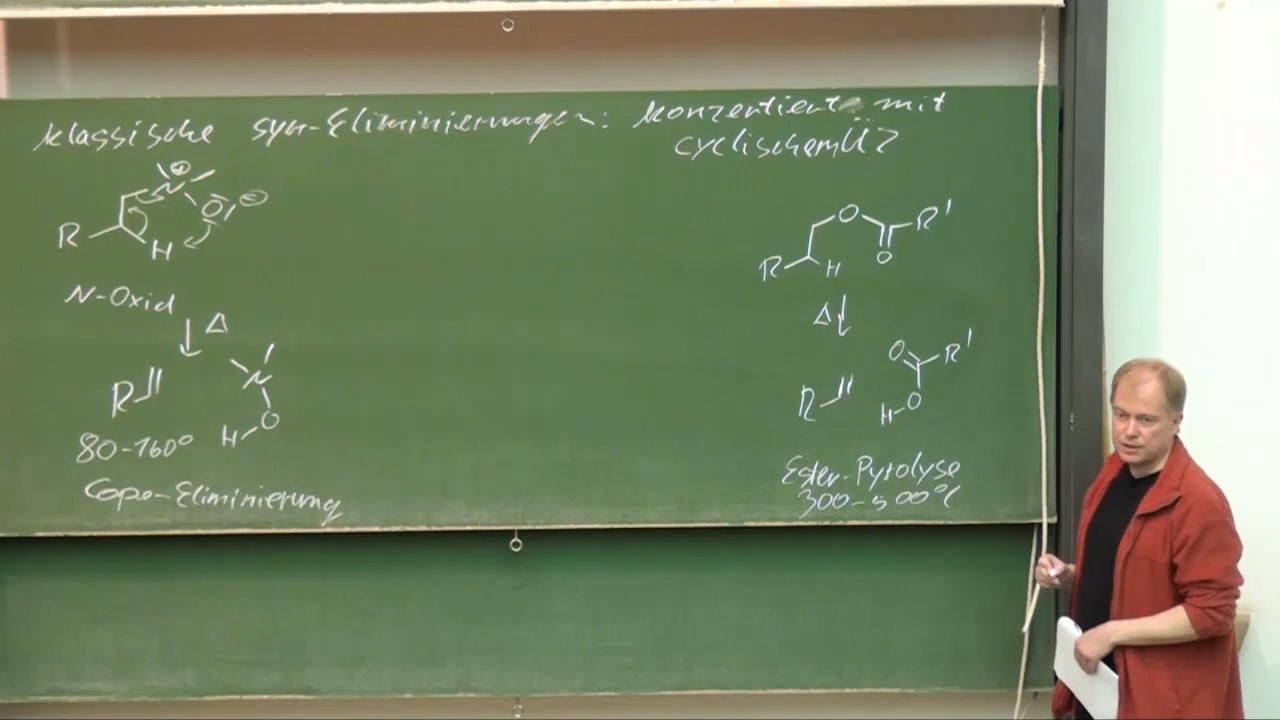 klassische syn-Eliminierungen: konzertiert mit
cyclischem ÜZ
⊕
N
O ⊖
R
H
N-Oxid
Δ
R
N
H O
80-160°
Cope-Eliminierung
O R'
R H O
Δ
O R'
R
H O
Ester-Pyrolyse
300-500°C